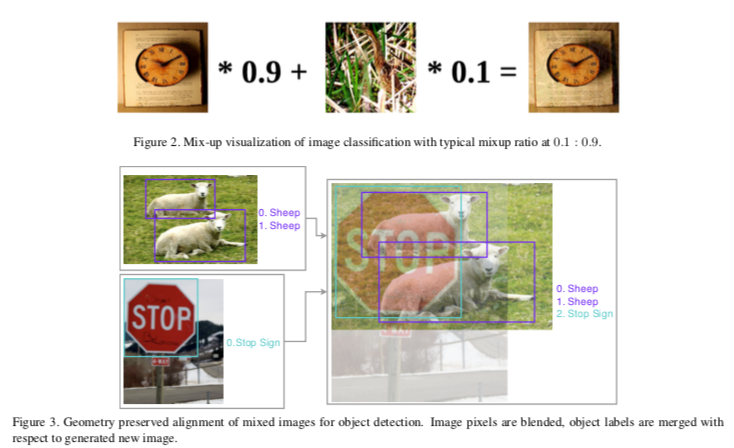 * 0.9 + * 0.1 =
Figure 2. Mix-up visualization of image classification with typical mixup ratio at 0.1 : 0.9.
0. Sheep
1. Sheep
STOP
0.Stop Sign
STOP
0. Sheep
1. Sheep
2. Stop Sign
Figure 3. Geometry preserved alignment of mixed images for object detection. Image pixels are blended, object labels are merged with
respect to generated new image.